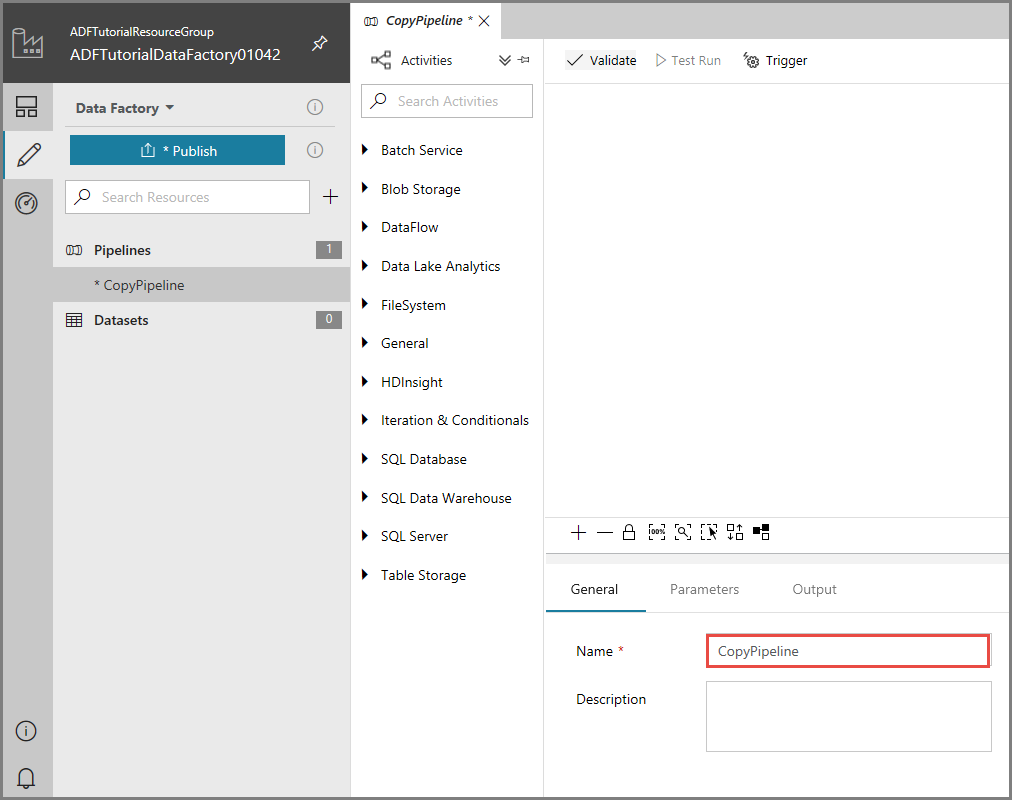 ADFTutorialResourceGroup
ADFTutorialDataFactory01042
Data Factory
* Publish
Search Resources
Pipelines 1
* CopyPipeline
Datasets 0
CopyPipeline *
Activities
Search Activities
Batch Service
Blob Storage
DataFlow
Data Lake Analytics
FileSystem
General
HDInsight
Iteration & Conditionals
SQL Database
SQL Data Warehouse
SQL Server
Table Storage
Validate Test Run Trigger
100%
General Parameters Output
Name * CopyPipeline
Description